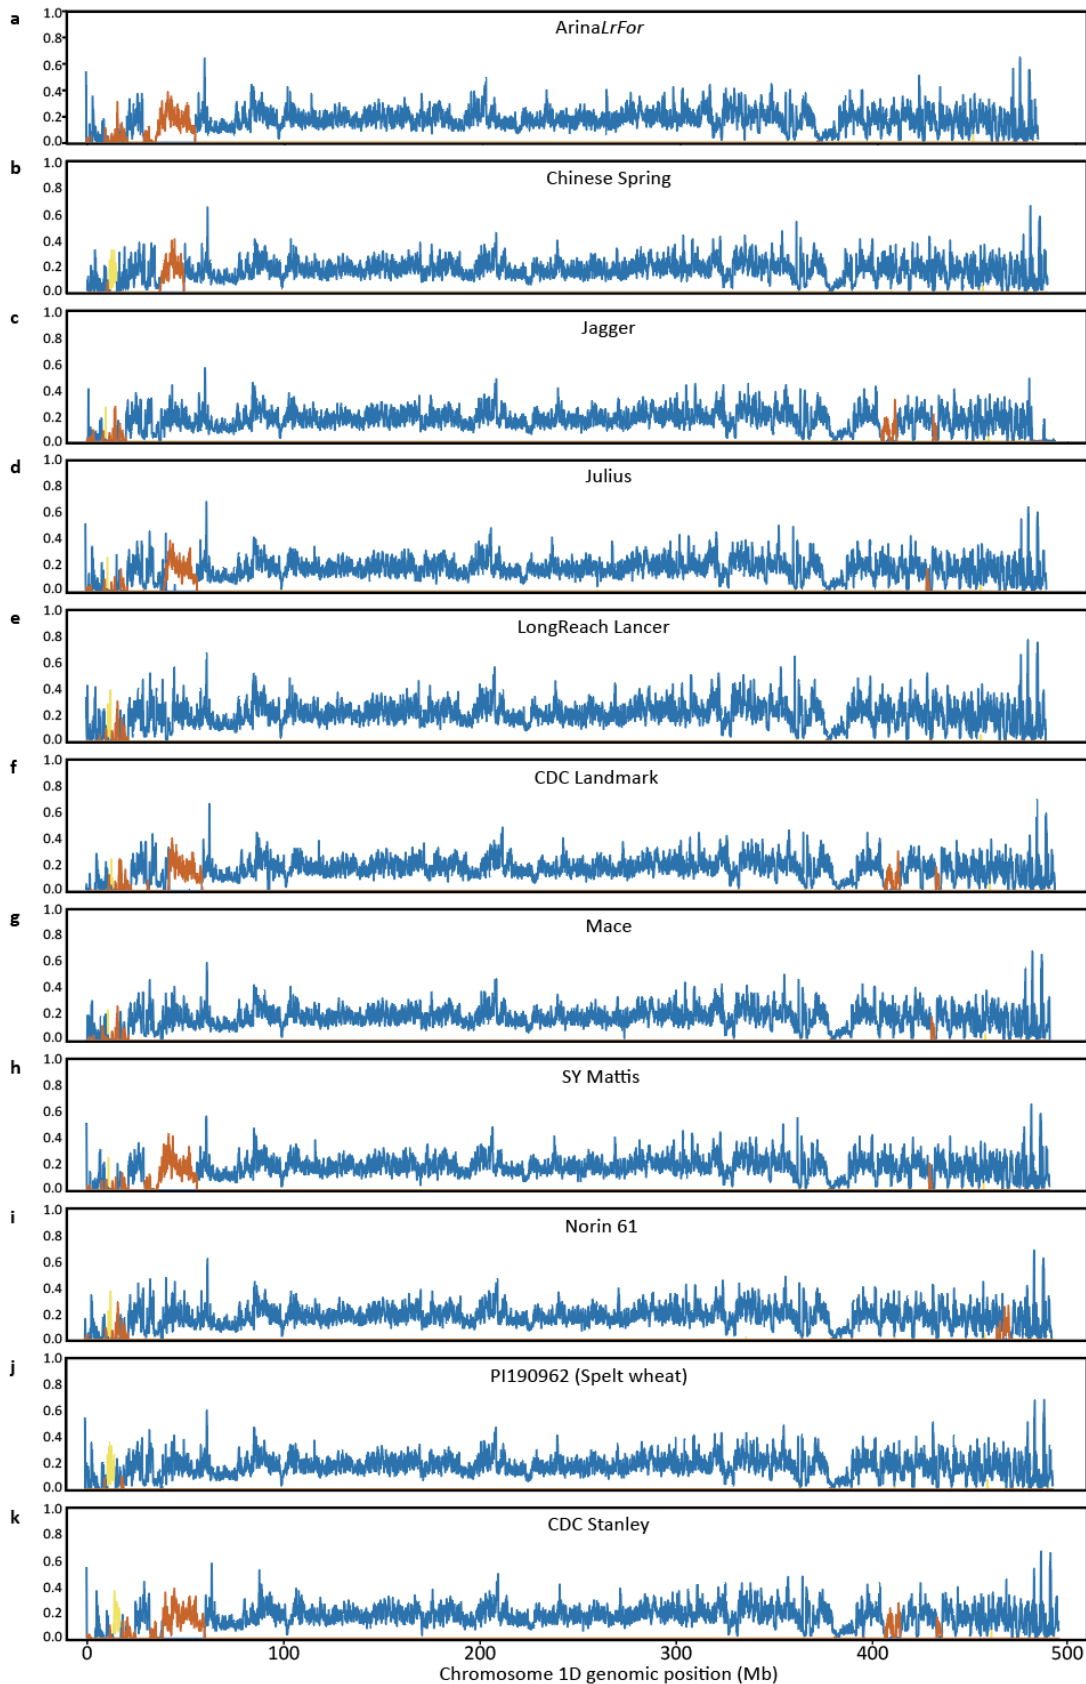 a
ArinaLrFor
1.0
0.8
0.6
0.4
0.2
0.0
b
Chinese Spring
1.0
0.8
0.6
0.4
0.2
0.0
c
Jagger
1.0
0.8
0.6
0.4
0.2
0.0
d
Julius
1.0
0.8
0.6
0.4
0.2
0.0
e
LongReach Lancer
1.0
0.8
0.6
0.4
0.2
0.0
f
CDC Landmark
1.0
0.8
0.6
0.4
0.2
0.0
g
Mace
1.0
0.8
0.6
0.4
0.2
0.0
h
SY Mattis
1.0
0.8
0.6
0.4
0.2
0.0
i
Norin 61
1.0
0.8
0.6
0.4
0.2
0.0
j
PI190962 (Spelt wheat)
1.0
0.8
0.6
0.4
0.2
0.0
k
CDC Stanley
1.0
0.8
0.6
0.4
0.2
0.0
0 100 200 300 400 500
Chromosome 1D genomic position (Mb)